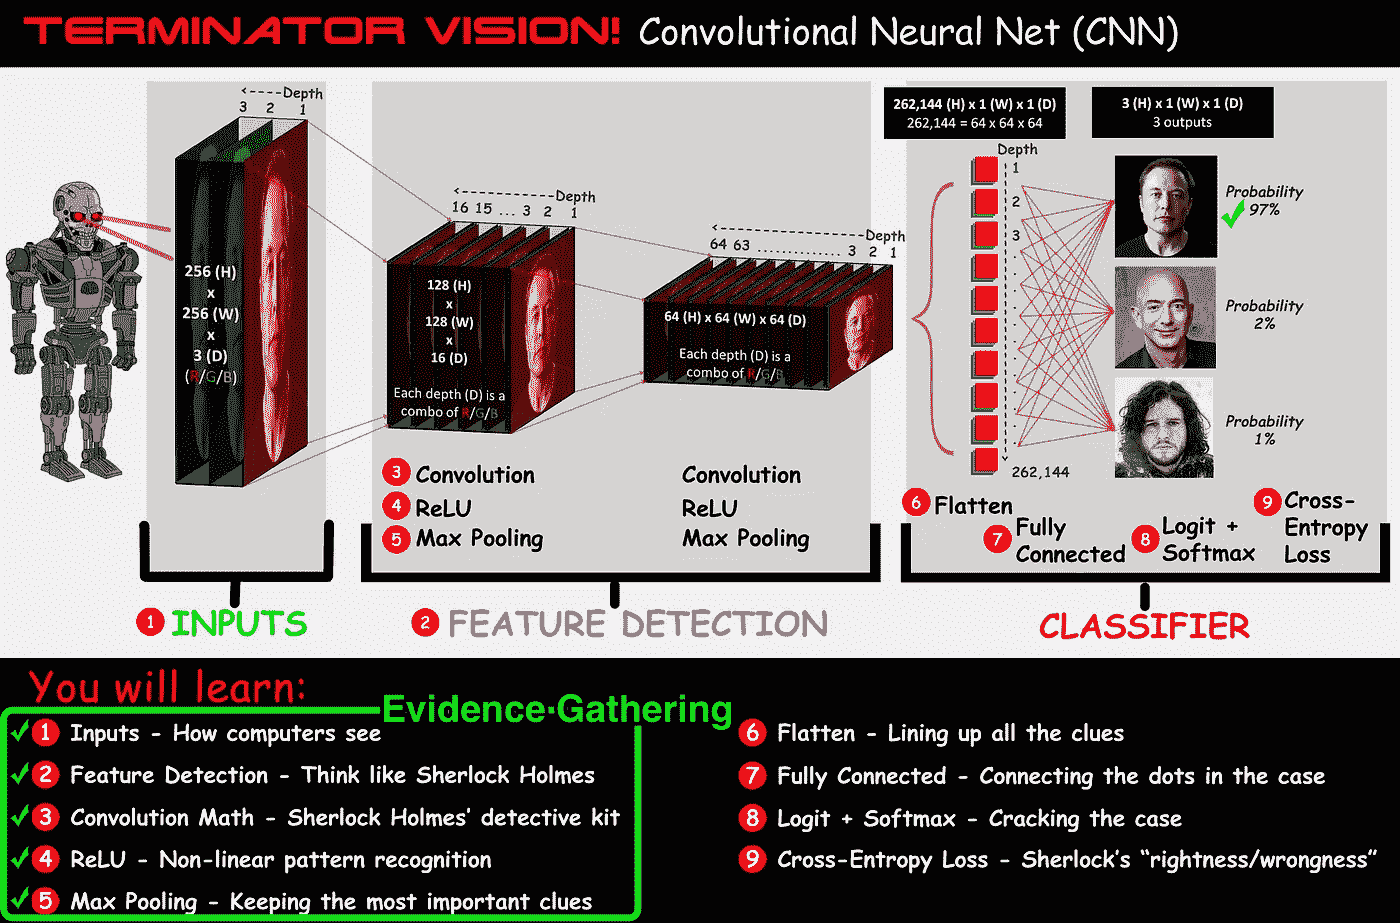 TERMINATOR VISION! Convolutional Neural Net (CNN)
<----Depth
3 2 1
256 (H)
x
256 (W)
x
3 (D)
(R/G/B)
<---------Depth
16 15 ... 3 2 1
128 (H)
x
128 (W)
x
16 (D)
Each depth (D) is a
combo of R/G/B
<--------------Depth
64 63 ............... 3 2 1
64 (H) x 64 (W) x 64 (D)
Each depth (D) is a
combo of R/G/B
262,144 (H) x 1 (W) x 1 (D)
262,144 = 64 x 64 x 64
3 (H) x 1 (W) x 1 (D)
3 outputs
Depth
1
2
3
262,144
Probability
97%
Probability
2%
Probability
1%
3 Convolution
4 ReLU
5 Max Pooling
Convolution
ReLU
Max Pooling
6 Flatten
7 Fully
Connected
8 Logit +
Softmax
9 Cross-
Entropy
Loss
1 INPUTS
2 FEATURE DETECTION
CLASSIFIER
You will learn:
Evidence·Gathering
1 Inputs - How computers see
2 Feature Detection - Think like Sherlock Holmes
3 Convolution Math - Sherlock Holmes' detective kit
4 ReLU - Non-linear pattern recognition
5 Max Pooling - Keeping the most important clues
6 Flatten - Lining up all the clues
7 Fully Connected - Connecting the dots in the case
8 Logit + Softmax - Cracking the case
9 Cross-Entropy Loss - Sherlock's "rightness/wrongness"